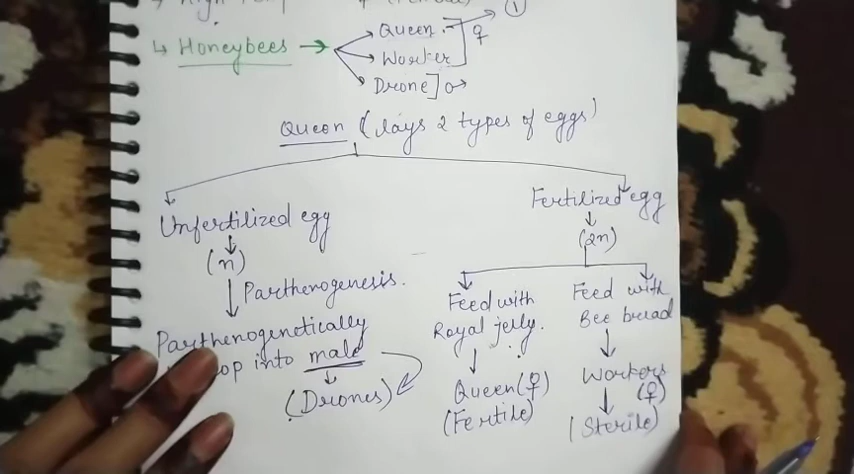 ↳ Honeybees → Queen ① 
Worker ♀
Drone ♂
Queen (lays 2 types of eggs)
Unfertilized egg
(n)
Parthenogenesis.
Parthenogenetically
into male
(Drones)
Fertilized egg
(2n)
Feed with
Royal jelly.
Queen (♀)
(Fertile)
Feed with
Bee bread
Workers
(♀)
(Sterile)